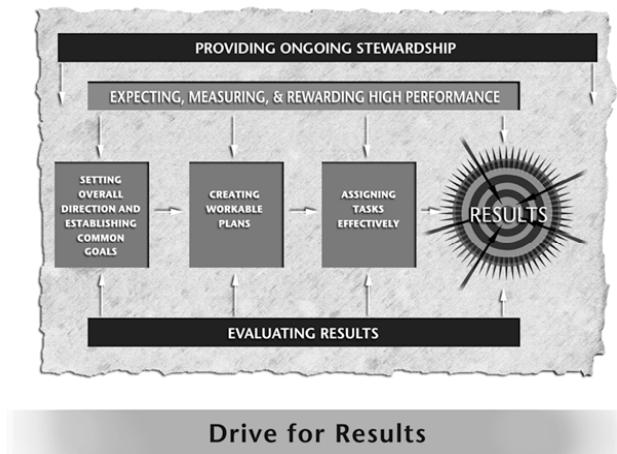 PROVIDING ONGOING STEWARDSHIP
EXPECTING, MEASURING, & REWARDING HIGH PERFORMANCE
SETTING
OVERALL
DIRECTION AND
ESTABLISHING
COMMON
GOALS
CREATING
WORKABLE
PLANS
ASSIGNING
TASKS
EFFECTIVELY
RESULTS
EVALUATING RESULTS
Drive for Results